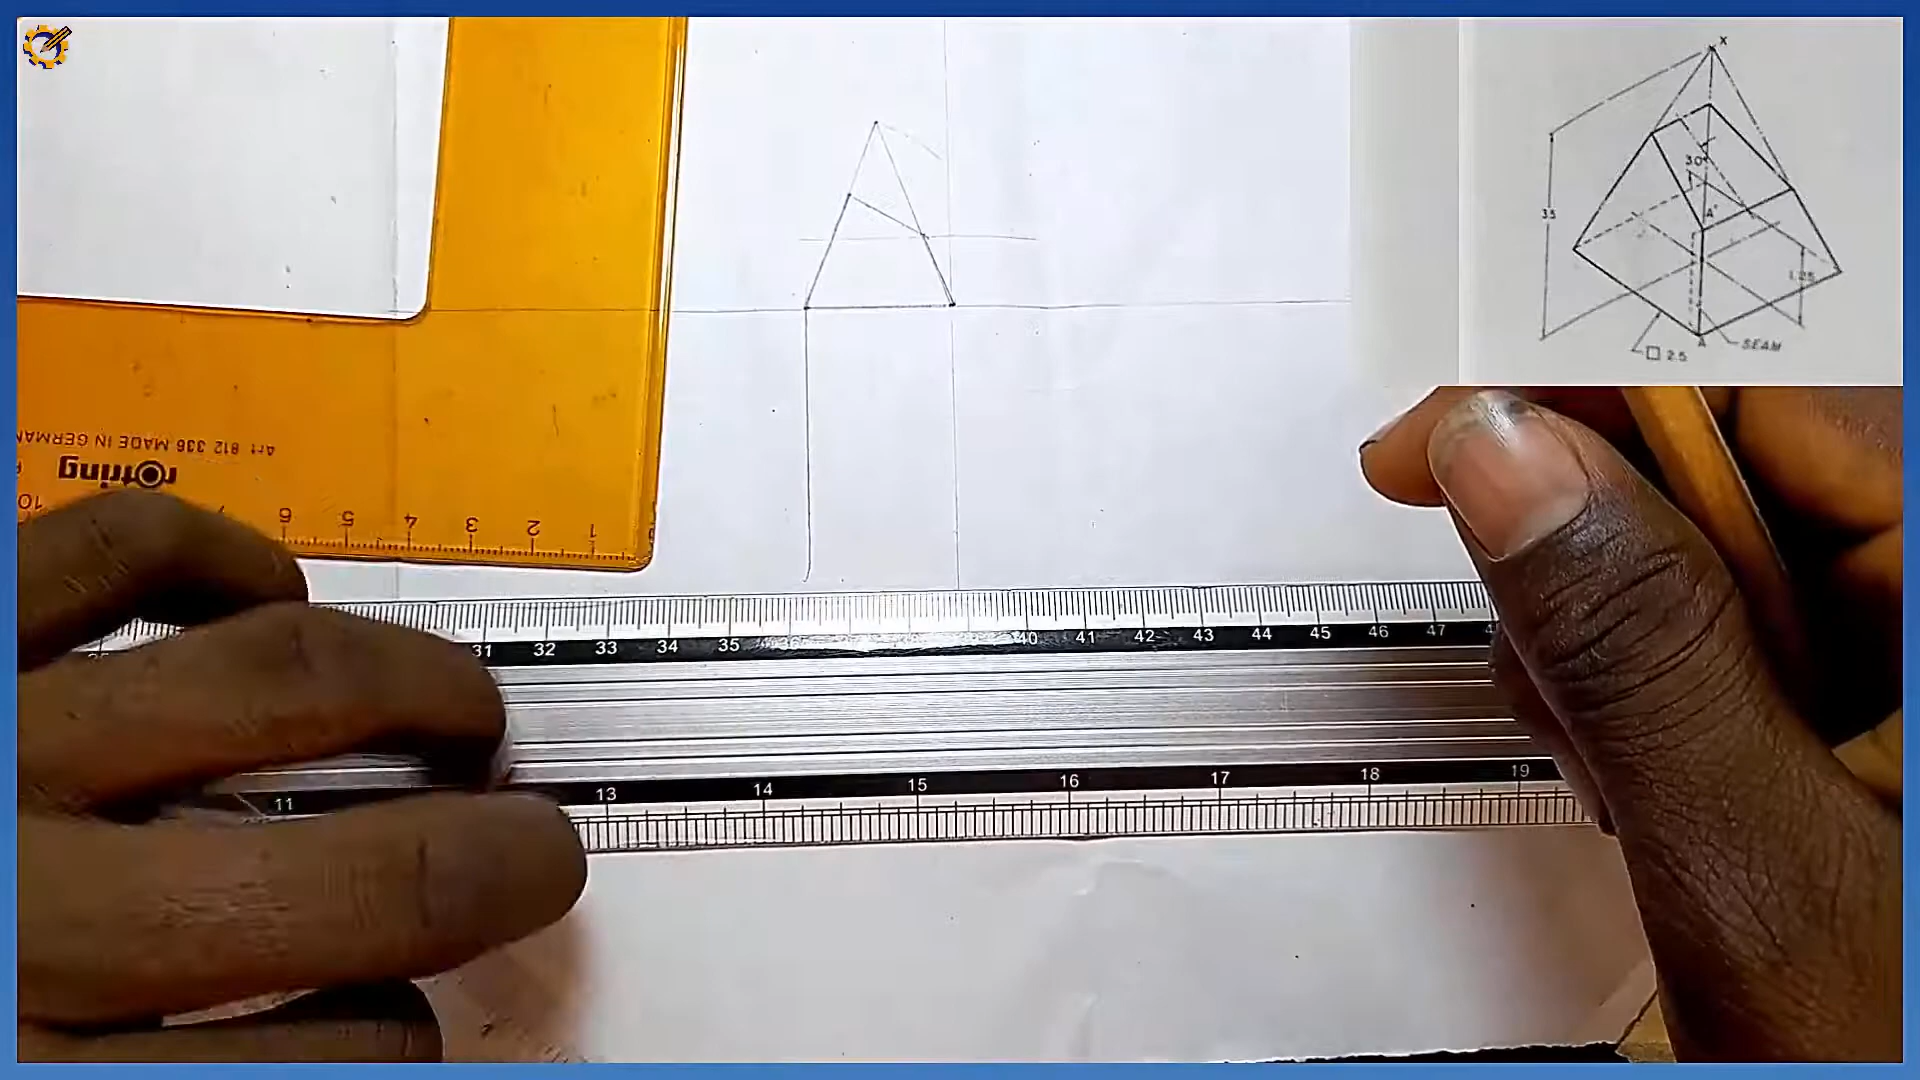 X
30°
35
A'
1.25
A
SEAM
□ 2.5
Art. 812 336 MADE IN GERMAN
rotring
10 7 6 5 4 3 2 1
31 32 33 34 35 40 41 42 43 44 45 46 47
11 13 14 15 16 17 18 19